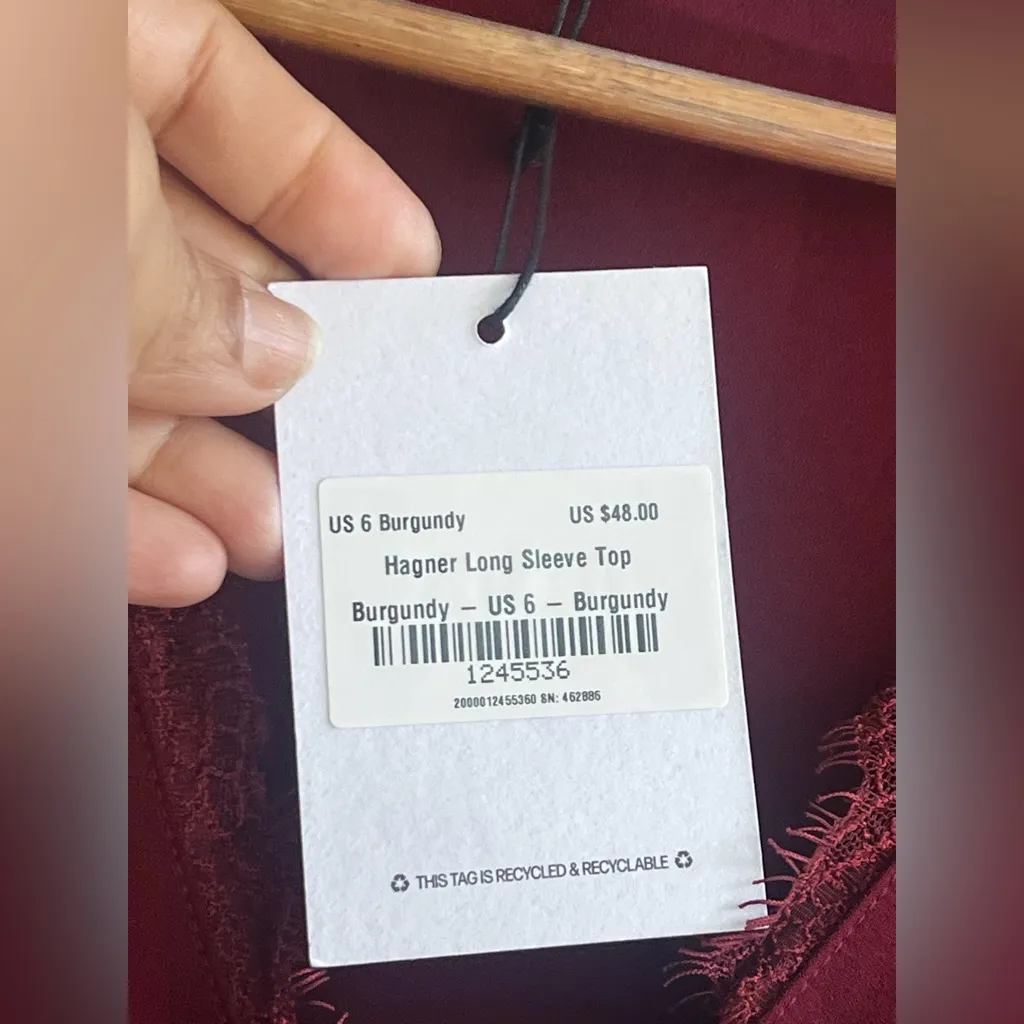 US 6 Burgundy US $48.00
Hagner Long Sleeve Top
Burgundy – US 6 – Burgundy
1245536
2000012455360 SN: 462886
♻ THIS TAG IS RECYCLED & RECYCLABLE ♻